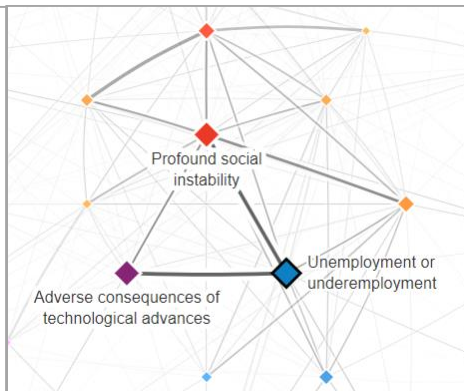 Profound social
instability
Unemployment or
underemployment
Adverse consequences of
technological advances